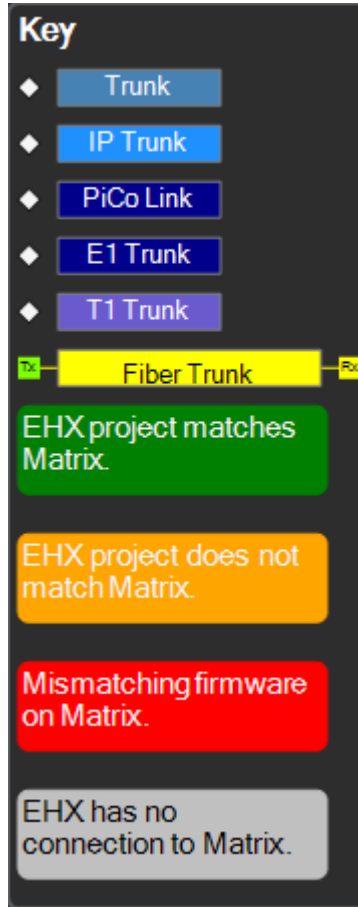 Key
Trunk
IP Trunk
PiCo Link
E1 Trunk
T1 Trunk
Tx Fiber Trunk Rx
EHX project matches
Matrix.
EHX project does not
match Matrix.
Mismatching firmware
on Matrix.
EHX has no
connection to Matrix.